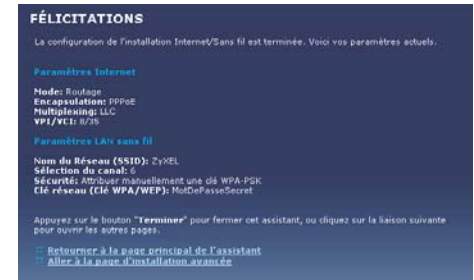 FÉLICITATIONS
La configuration de l'installation Internet/Sans fil est terminée. Voici vos paramètres actuels.
Paramètres Internet
Mode: Routage
Encapsulation: PPPoE
Multiplexing: LLC
VPI/VCI: 8/35
Paramètres LAN sans fil
Nom du Réseau (SSID): ZyXEL
Sélection du canal: 6
Sécurité: Attribuer manuellement une clé WPA-PSK
Clé réseau (Clé WPA/WEP): MotDePasseSecret
Appuyez sur le bouton "Terminer" pour fermer cet assistant, ou cliquez sur la liaison suivante
pour ouvrir les autres pages.
Retourner à la page principal de l'assistant
Aller à la page d'installation avancée